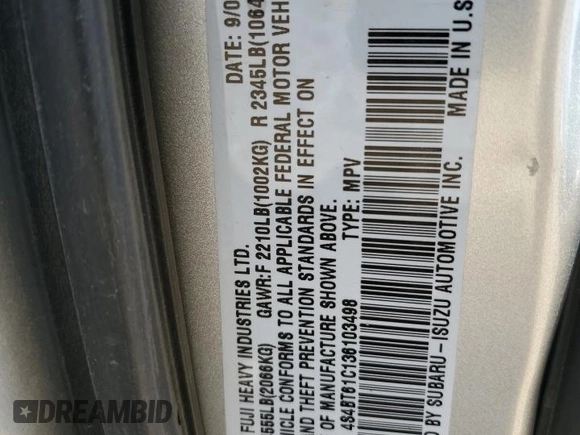 FUJI HEAVY INDUSTRIES LTD. DATE: 9/0
555LB(2066KG) GAWR:F 2210LB(1002KG) R 2345LB(1064
HICLE CONFORMS TO ALL APPLICABLE FEDERAL MOTOR VEH
AND THEFT PREVENTION STANDARDS IN EFFECT ON
OF MANUFACTURE SHOWN ABOVE.
4S4BT61C136103498 TYPE: MPV
D BY SUBARU-ISUZU AUTOMOTIVE INC. MADE IN U.S
DREAMBID